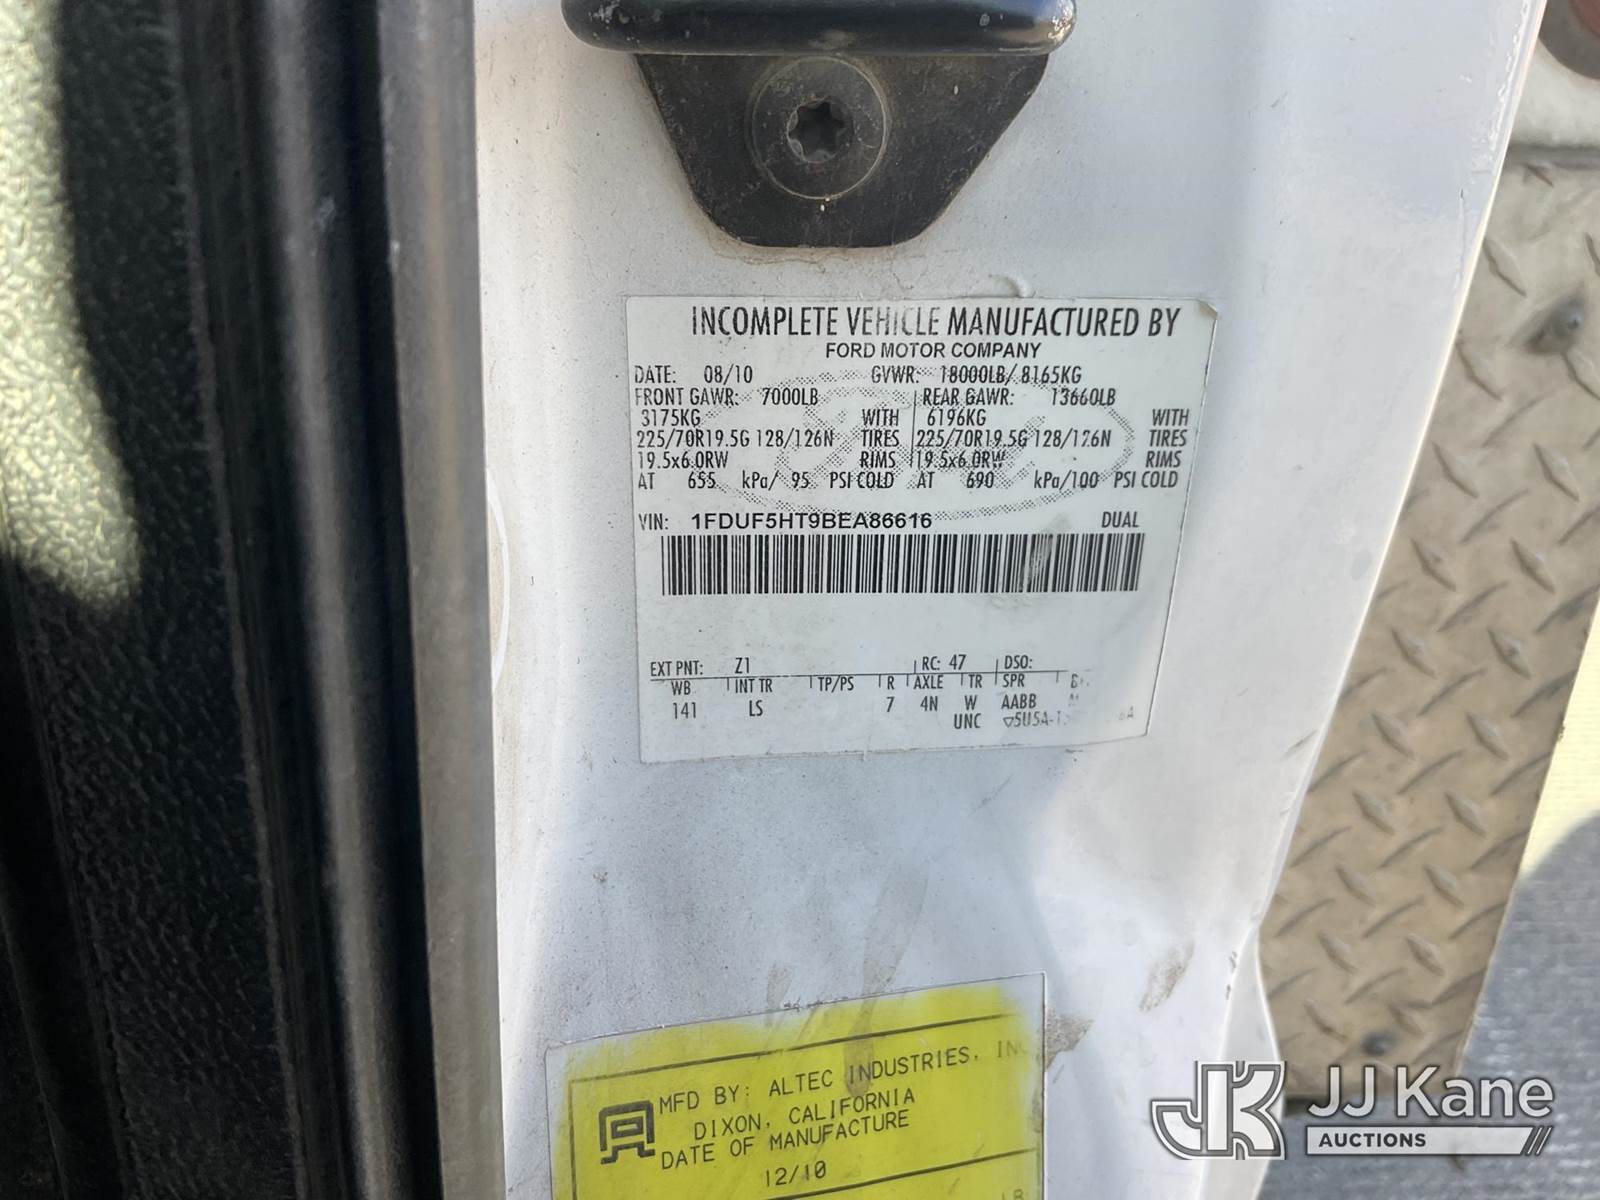 INCOMPLETE VEHICLE MANUFACTURED BY
FORD MOTOR COMPANY
DATE: 08/10 GVWR: 18000LB/ 8165KG
FRONT GAWR: 7000LB REAR GAWR: 13660LB
3175KG WITH 6196KG WITH
225/70R19.5G 128/126N TIRES 225/70R19.5G 128/126N TIRES
19.5x6.0RW RIMS 19.5x6.0RW RIMS
AT 655 kPa/ 95 PSI COLD AT 690 kPa/100 PSI COLD
VIN: 1FDUF5HT9BEA86616 DUAL
EXT PNT: Z1 RC: 47 DSO:
WB INT TR TP/PS R AXLE TR SPR
141 LS 7 4N W AABB
UNC
MFD BY: ALTEC INDUSTRIES,
DIXON, CALIFORNIA
DATE OF MANUFACTURE
12/10
LB
JK JJ Kane
AUCTIONS